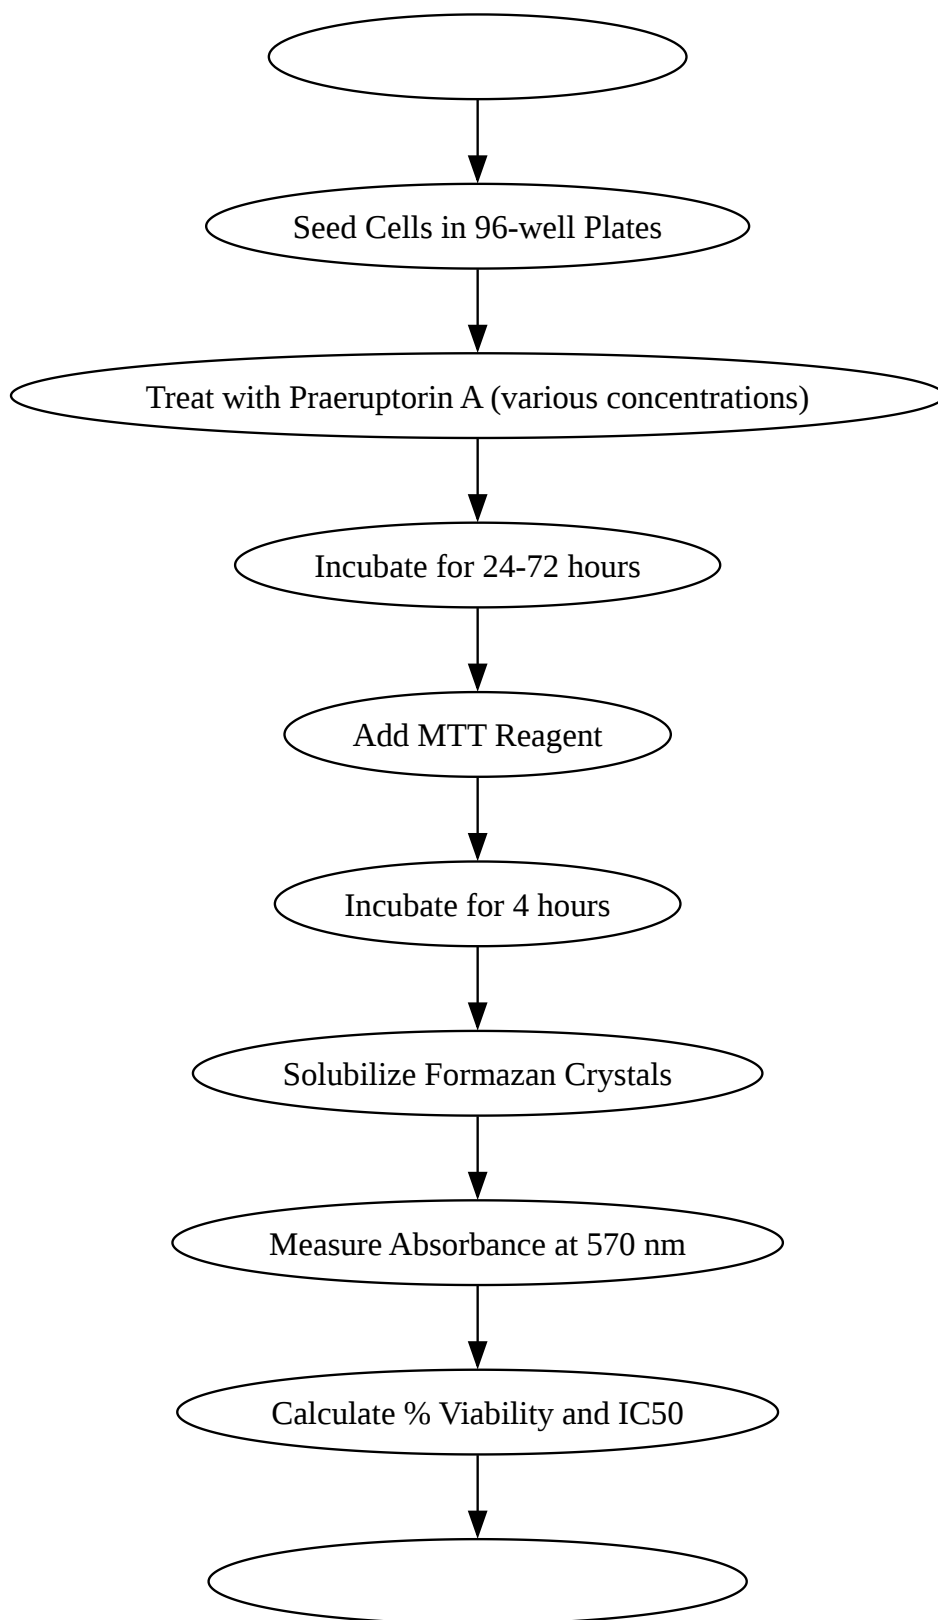 Seed Cells in 96-well Plates
Treat with Praeruptorin A (various concentrations)
Incubate for 24-72 hours
Add MTT Reagent
Incubate for 4 hours
Solubilize Formazan Crystals
Measure Absorbance at 570 nm
Calculate % Viability and IC50